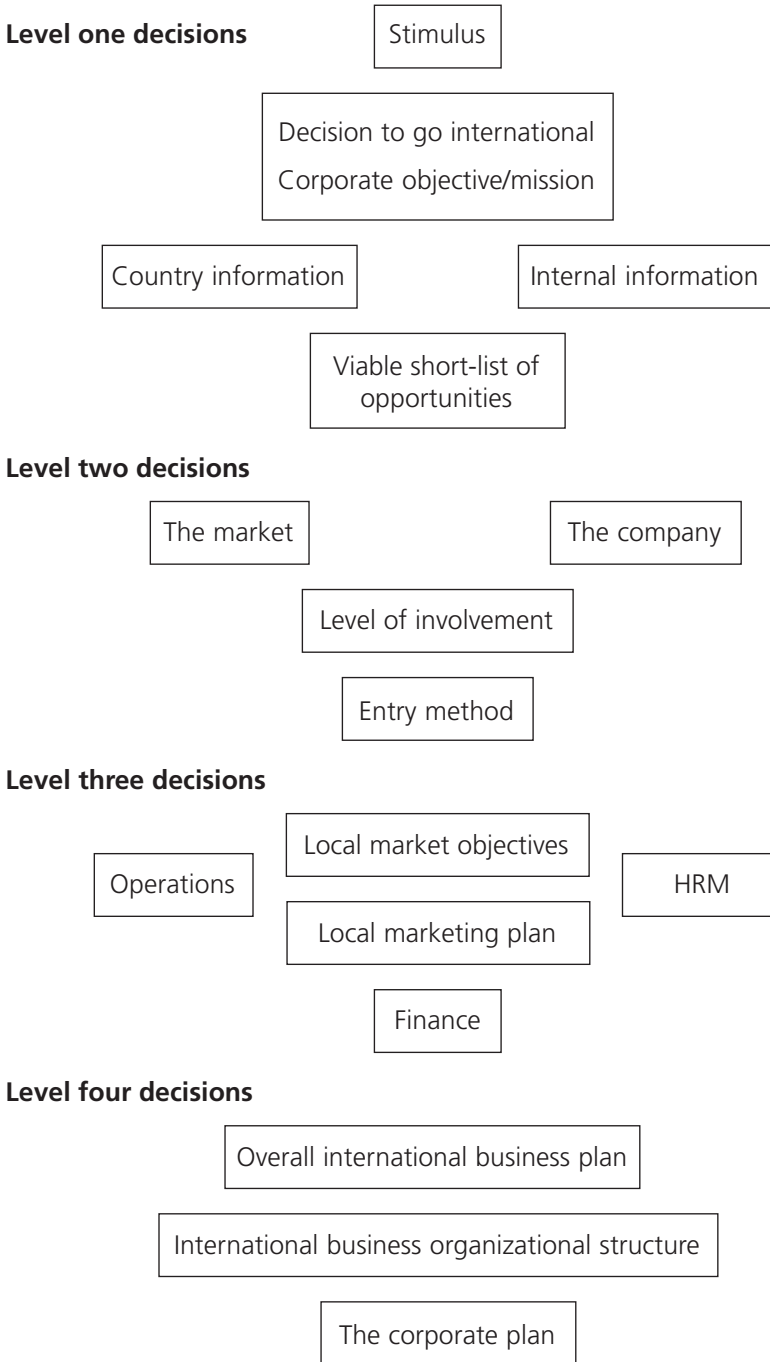 Level one decisions
Stimulus
Decision to go international
Corporate objective/mission
Country information
Internal information
Viable short-list of
opportunities
Level two decisions
The market
The company
Level of involvement
Entry method
Level three decisions
Local market objectives
Operations
HRM
Local marketing plan
Finance
Level four decisions
Overall international business plan
International business organizational structure
The corporate plan